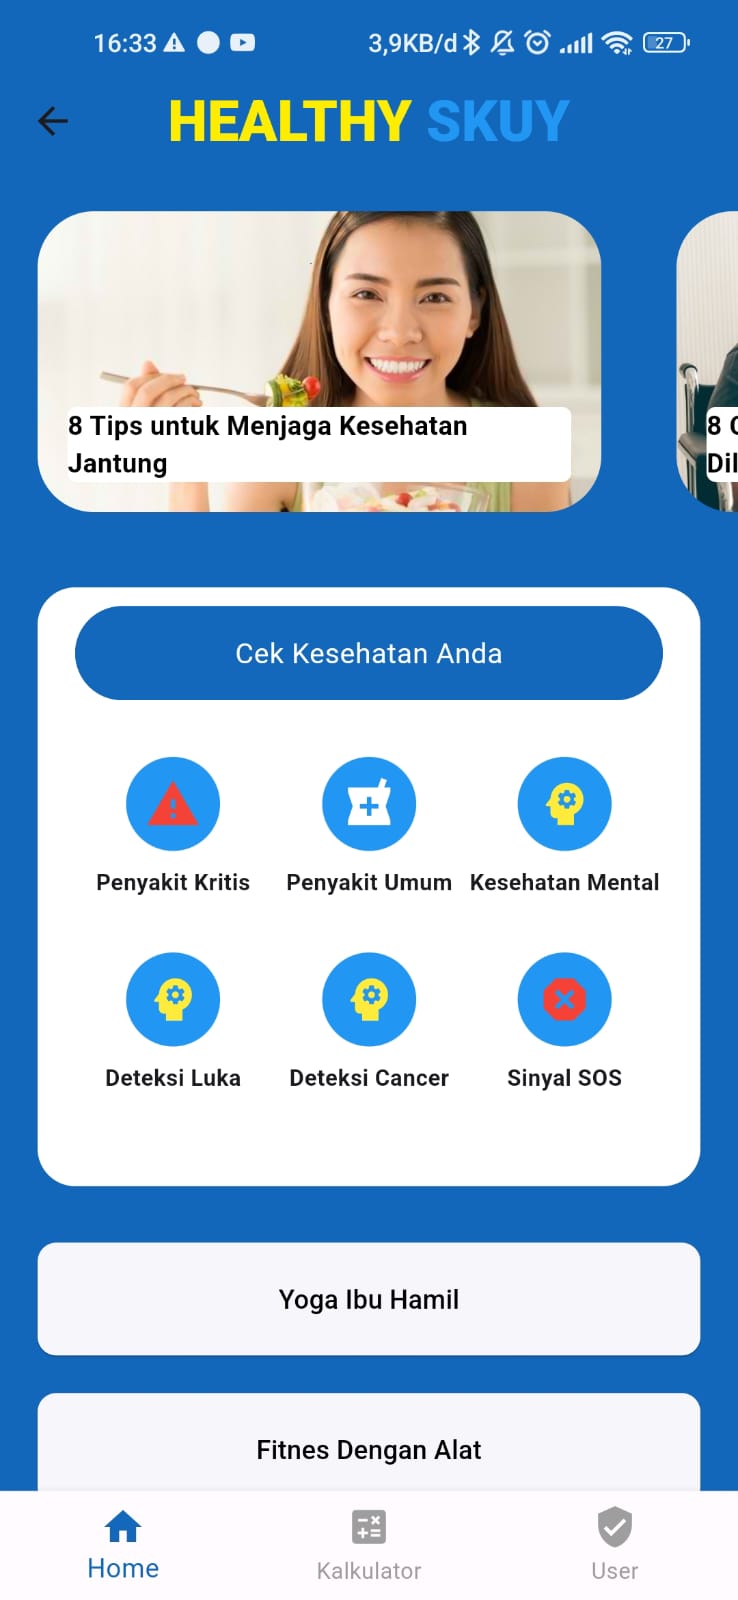 16:33
3,9KB/d
27
HEALTHY SKUY
8 Tips untuk Menjaga Kesehatan
Jantung
8
Dil
Cek Kesehatan Anda
Penyakit Kritis
Penyakit Umum
Kesehatan Mental
Deteksi Luka
Deteksi Cancer
Sinyal SOS
Yoga Ibu Hamil
Fitnes Dengan Alat
Home
Kalkulator
User